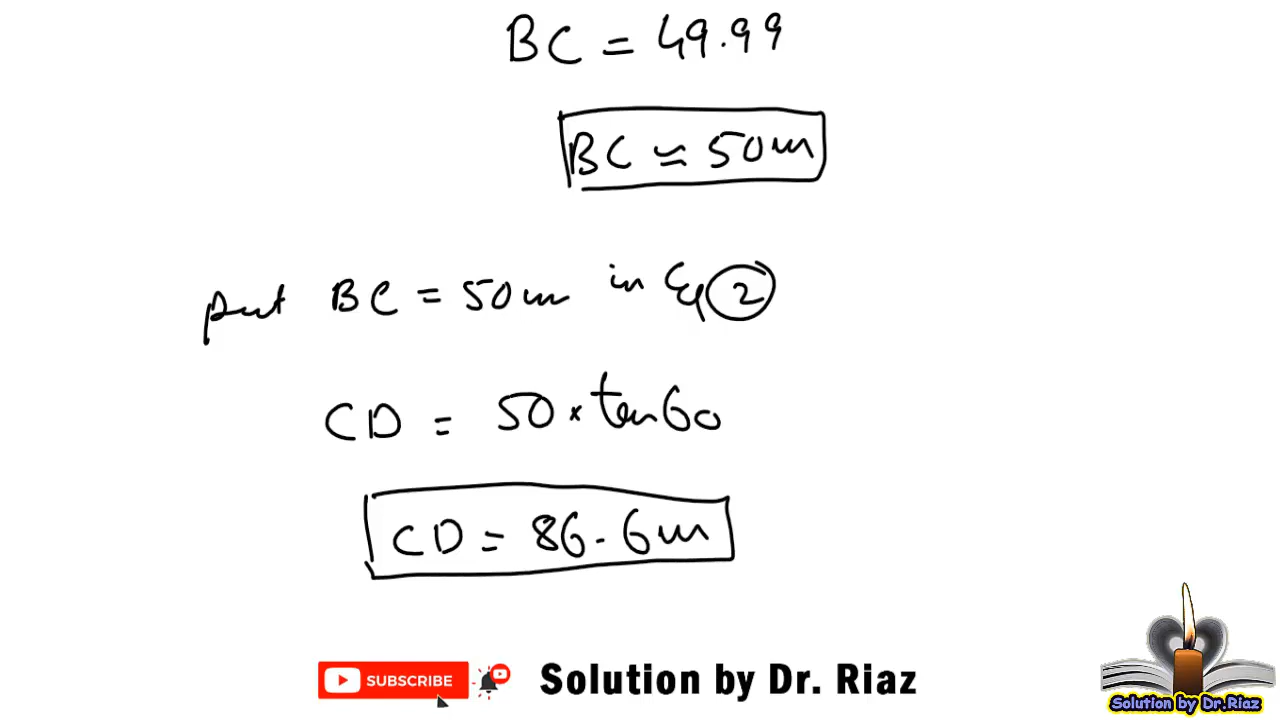 BC = 49.99
BC ≃ 50m
put BC = 50m in Eq 2
CD = 50 × tan60
CD = 86.6m
SUBSCRIBE
Solution by Dr. Riaz
Solution by Dr.Riaz